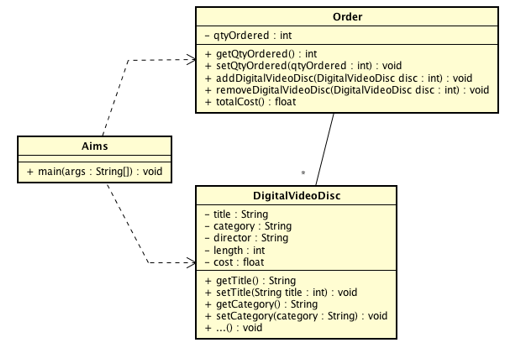 Order
- qtyOrdered : int
+ getQtyOrdered() : int
+ setQtyOrdered(qtyOrdered : int) : void
+ addDigitalVideoDisc(DigitalVideoDisc disc : int) : void
+ removeDigitalVideoDisc(DigitalVideoDisc disc : int) : void
+ totalCost() : float
Aims
+ main(args : String[]) : void
*
DigitalVideoDisc
- title : String
- category : String
- director : String
- length : int
- cost : float
+ getTitle() : String
+ setTitle(String title : int) : void
+ getCategory() : String
+ setCategory(category : String) : void
+ ...() : void